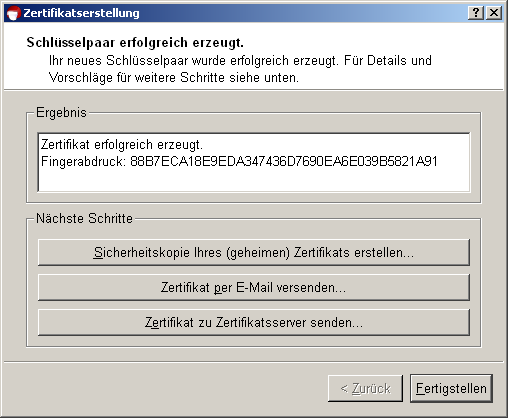 Zertifikatserstellung
Schlüsselpaar erfolgreich erzeugt.
Ihr neues Schlüsselpaar wurde erfolgreich erzeugt. Für Details und
Vorschläge für weitere Schritte siehe unten.
Ergebnis
Zertifikat erfolgreich erzeugt.
Fingerabdruck: 88B7ECA18E9EDA347436D7690EA6E039B5821A91
Nächste Schritte
Sicherheitskopie Ihres (geheimen) Zertifikats erstellen...
Zertifikat per E-Mail versenden...
Zertifikat zu Zertifikatsserver senden...
< Zurück
Fertigstellen